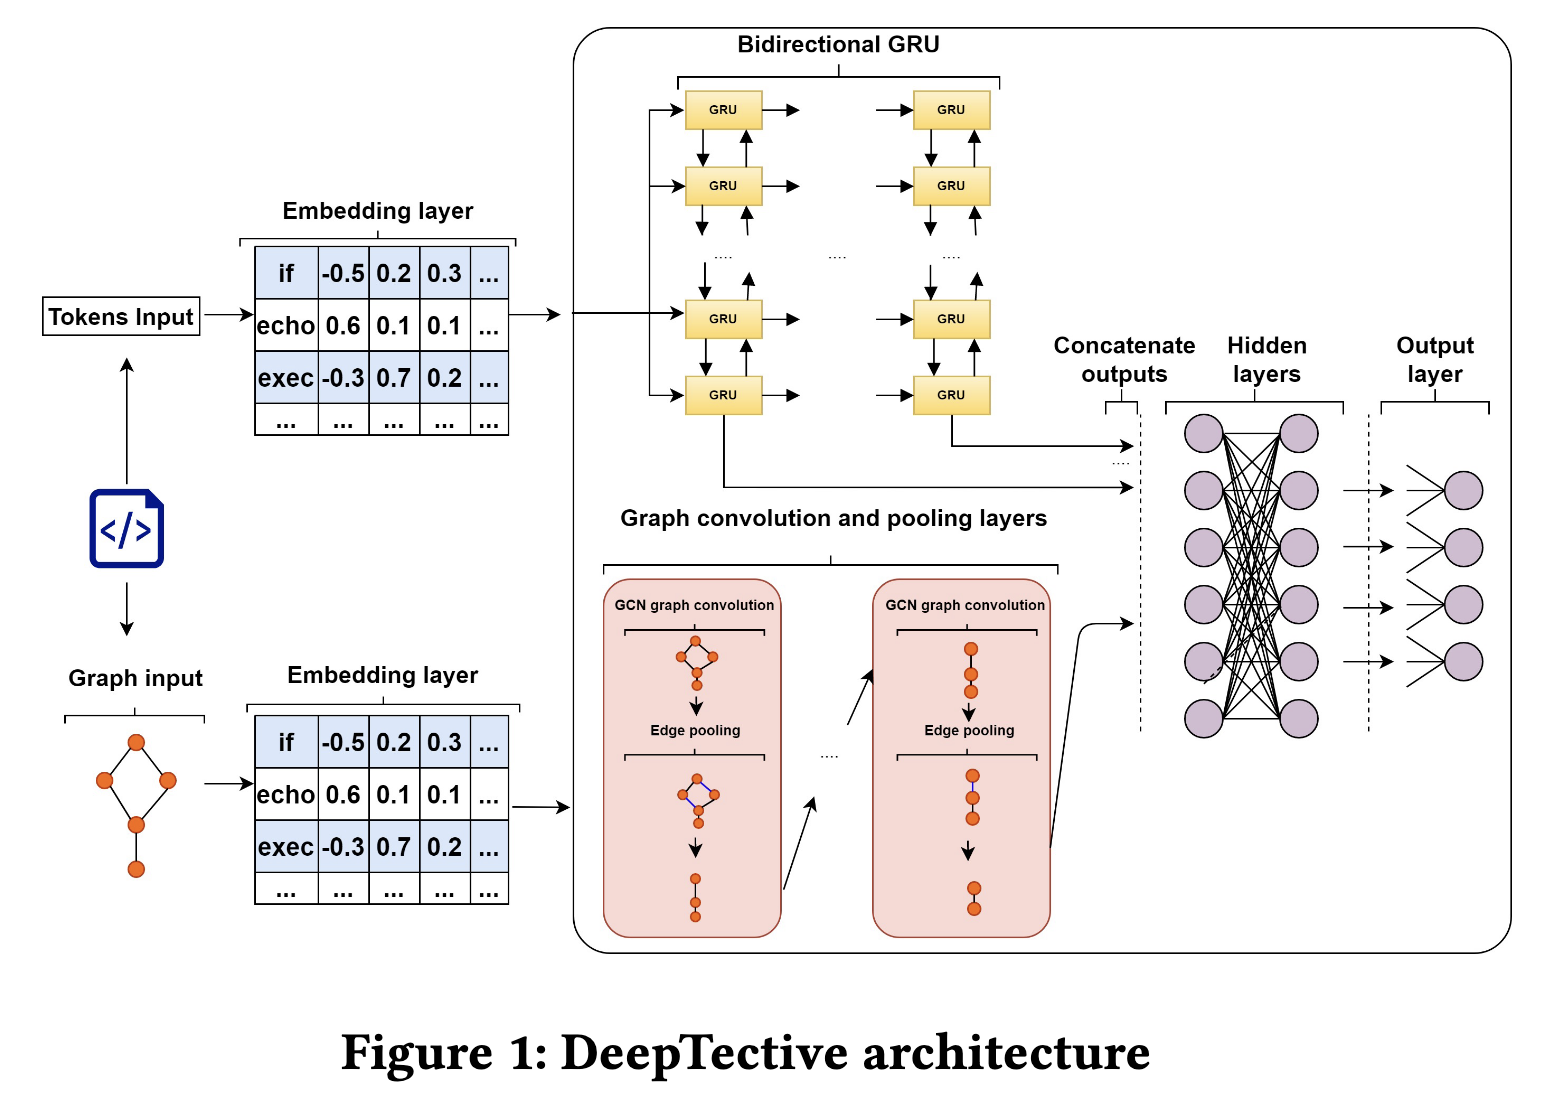 Bidirectional GRU
GRU
GRU
GRU
GRU
....
....
....
GRU
GRU
GRU
GRU
Embedding layer
if -0.5 0.2 0.3 ...
echo 0.6 0.1 0.1 ...
exec -0.3 0.7 0.2 ...
... ... ... ... ...
Tokens Input
</>
Concatenate
outputs
Hidden
layers
Output
layer
....
Graph convolution and pooling layers
GCN graph convolution
Edge pooling
....
GCN graph convolution
Edge pooling
Graph input
Embedding layer
if -0.5 0.2 0.3 ...
echo 0.6 0.1 0.1 ...
exec -0.3 0.7 0.2 ...
... ... ... ... ...
Figure 1: DeepTective architecture